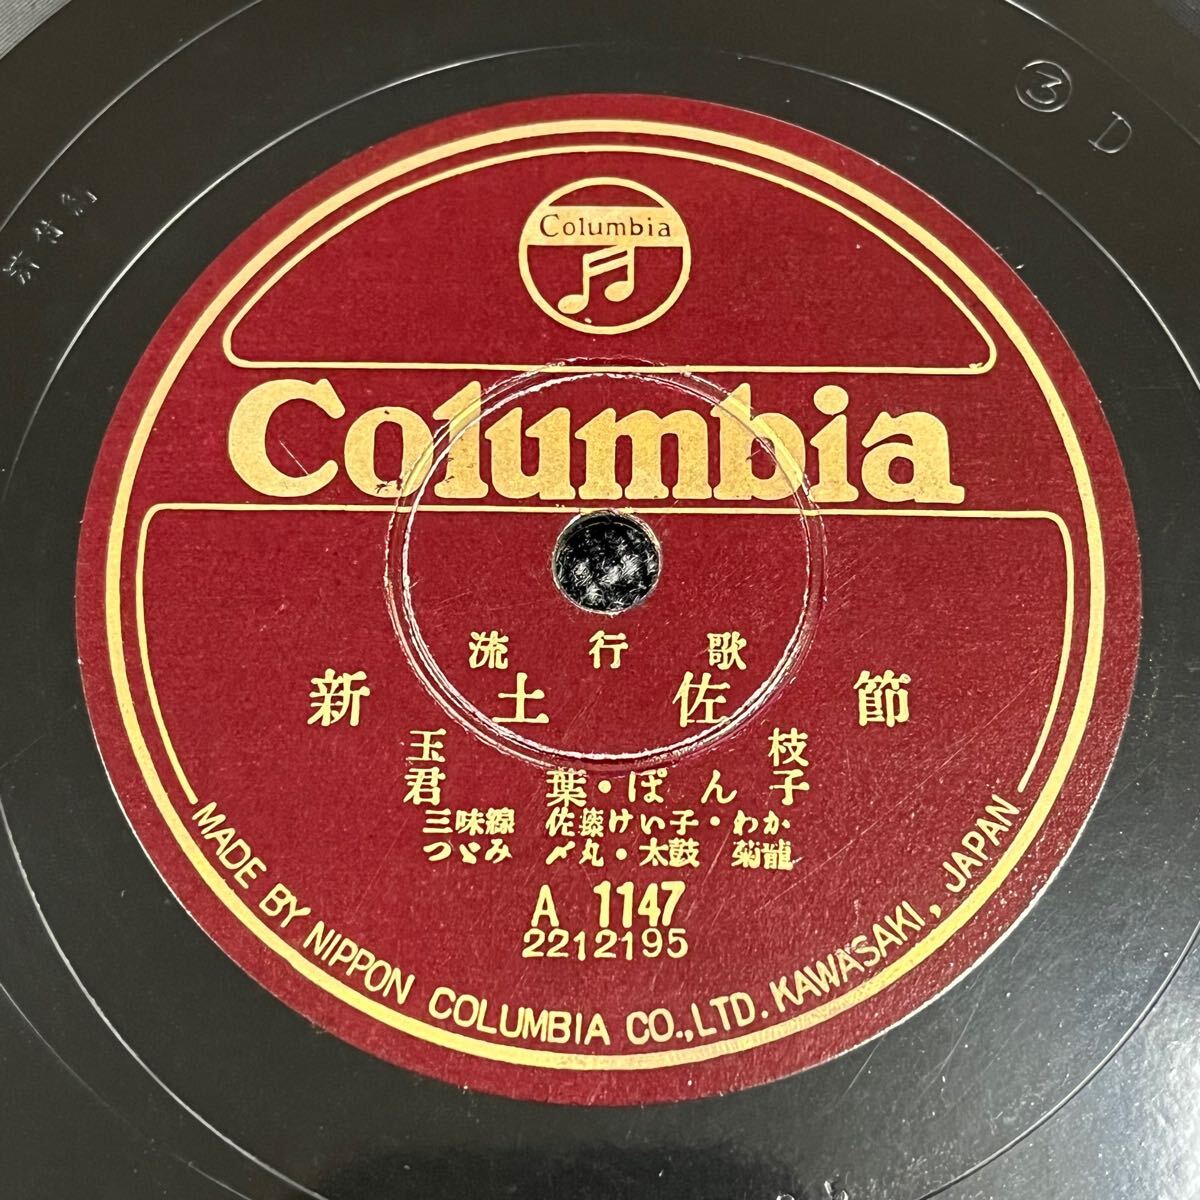 ③ D
Columbia
Columbia
流行歌
新土佐節
玉枝
君葉・ぽん子
三味線 佐藤けい子・わか
つゞみ 〆丸・太鼓 菊龍
A 1147
2212195
MADE BY NIPPON COLUMBIA CO.,LTD. KAWASAKI, JAPAN